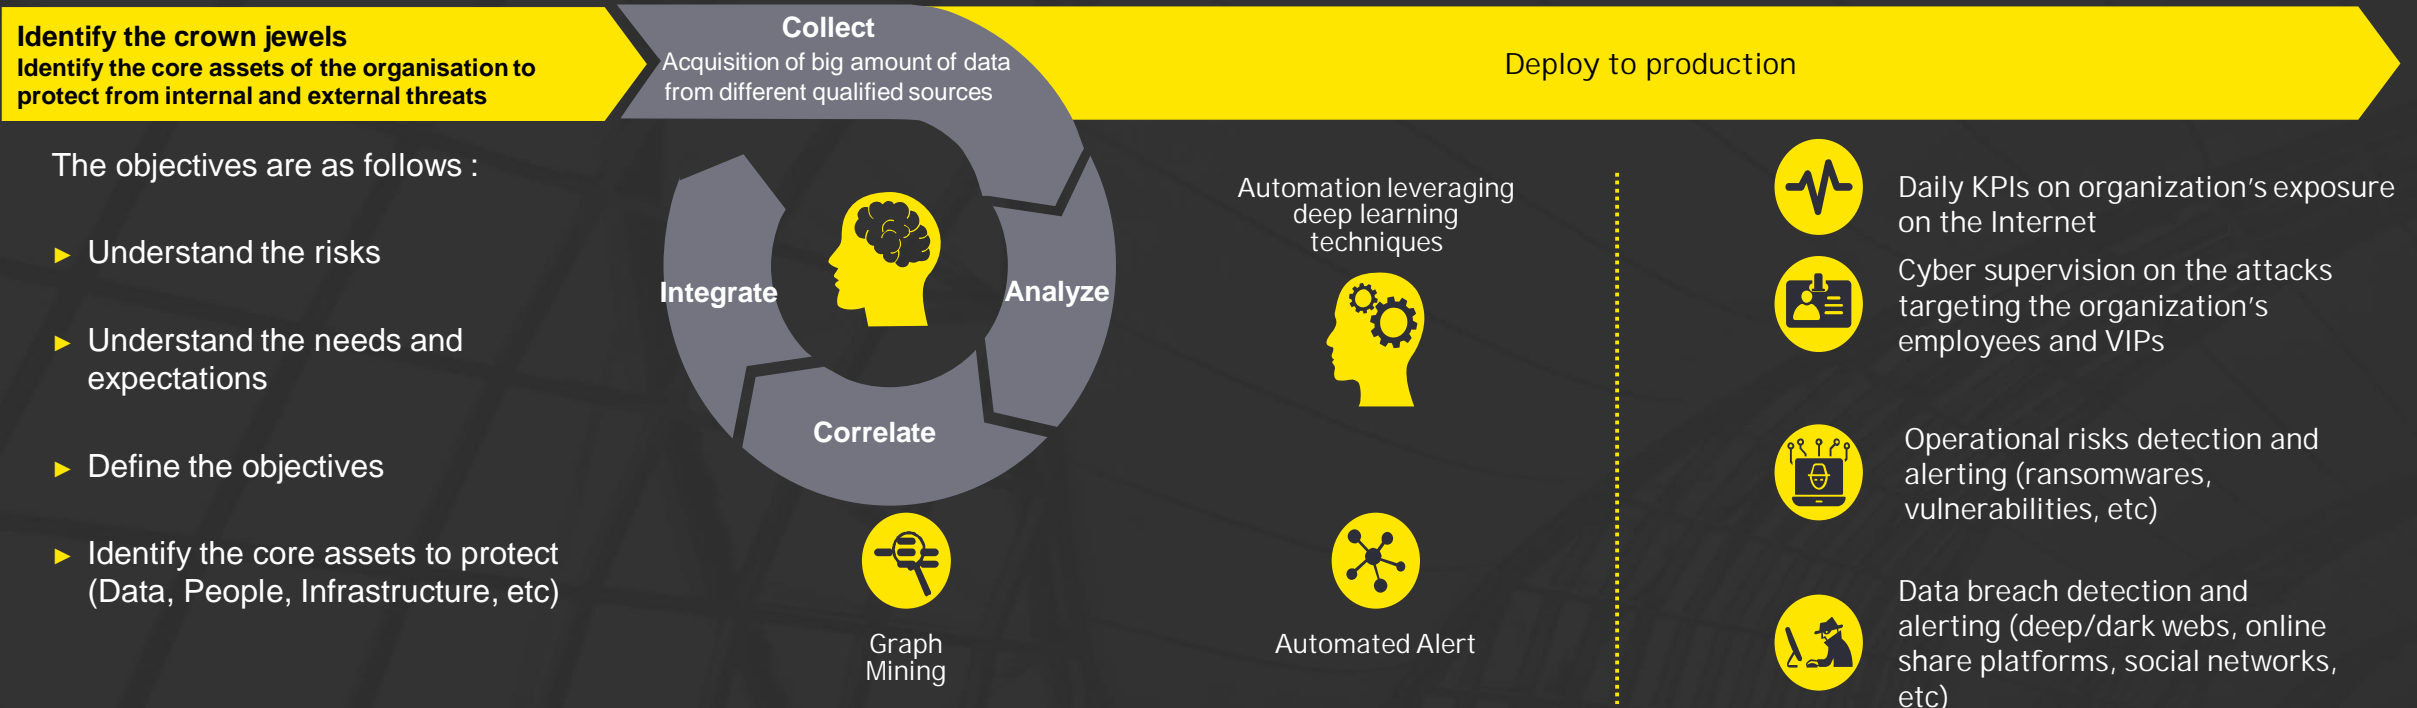 Identify the crown jewels
Identify the core assets of the organisation to
protect from internal and external threats
Collect
Acquisition of big amount of data
from different qualified sources
Deploy to production
The objectives are as follows :
► Understand the risks
► Understand the needs and
expectations
► Define the objectives
► Identify the core assets to protect
(Data, People, Infrastructure, etc)
Integrate
Analyze
Correlate
Graph
Mining
Automation leveraging
deep learning
techniques
Automated Alert
Daily KPIs on organization's exposure
on the Internet
Cyber supervision on the attacks
targeting the organization's
employees and VIPs
Operational risks detection and
alerting (ransomwares,
vulnerabilities, etc)
Data breach detection and
alerting (deep/dark webs, online
share platforms, social networks,
etc)